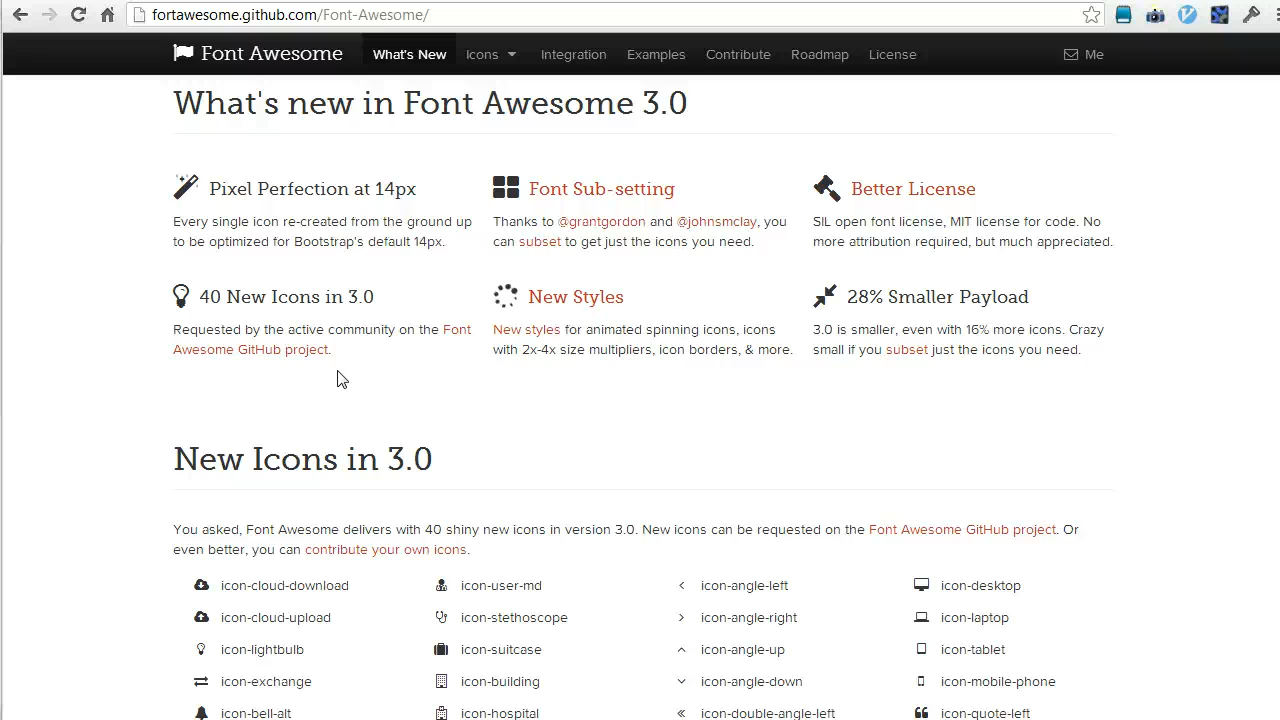 fortawesome.github.com/Font-Awesome/
Font Awesome What's New Icons Integration Examples Contribute Roadmap License Me
What's new in Font Awesome 3.0
Pixel Perfection at 14px
Every single icon re-created from the ground up
to be optimized for Bootstrap's default 14px.
Font Sub-setting
Thanks to @grantgordon and @johnsmclay, you
can subset to get just the icons you need.
Better License
SIL open font license, MIT license for code. No
more attribution required, but much appreciated.
40 New Icons in 3.0
Requested by the active community on the Font
Awesome GitHub project.
New Styles
New styles for animated spinning icons, icons
with 2x-4x size multipliers, icon borders, & more.
28% Smaller Payload
3.0 is smaller, even with 16% more icons. Crazy
small if you subset just the icons you need.
New Icons in 3.0
You asked, Font Awesome delivers with 40 shiny new icons in version 3.0. New icons can be requested on the Font Awesome GitHub project. Or
even better, you can contribute your own icons.
icon-cloud-download icon-user-md icon-angle-left icon-desktop
icon-cloud-upload icon-stethoscope icon-angle-right icon-laptop
icon-lightbulb icon-suitcase icon-angle-up icon-tablet
icon-exchange icon-building icon-angle-down icon-mobile-phone
icon-bell-alt icon-hospital icon-double-angle-left icon-quote-left